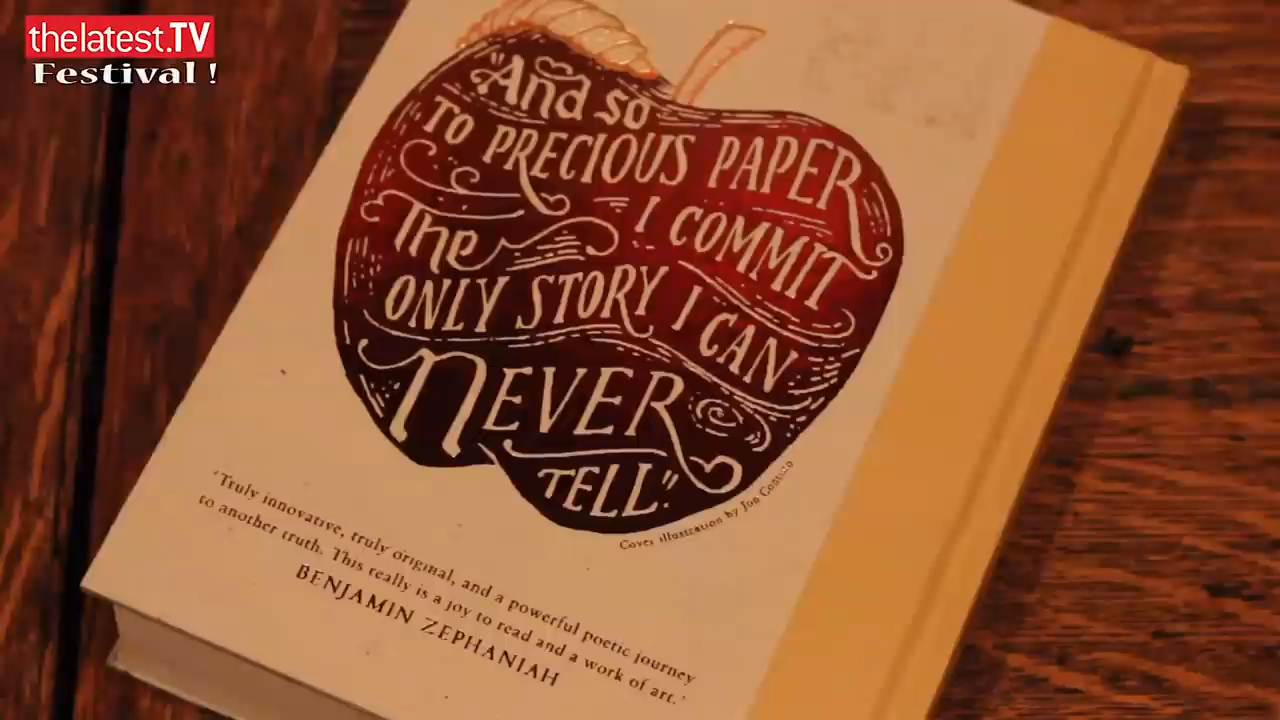 thelatest.TV
Festival !
"And so
TO PRECIOUS PAPER
I COMMIT
The
ONLY STORY I CAN
NEVER
TELL."
Cover illustration by Jon
'Truly innovative, truly original, and a powerful poetic journey
to another truth. This really is a joy to read and a work of art.'
BENJAMIN ZEPHANIAH